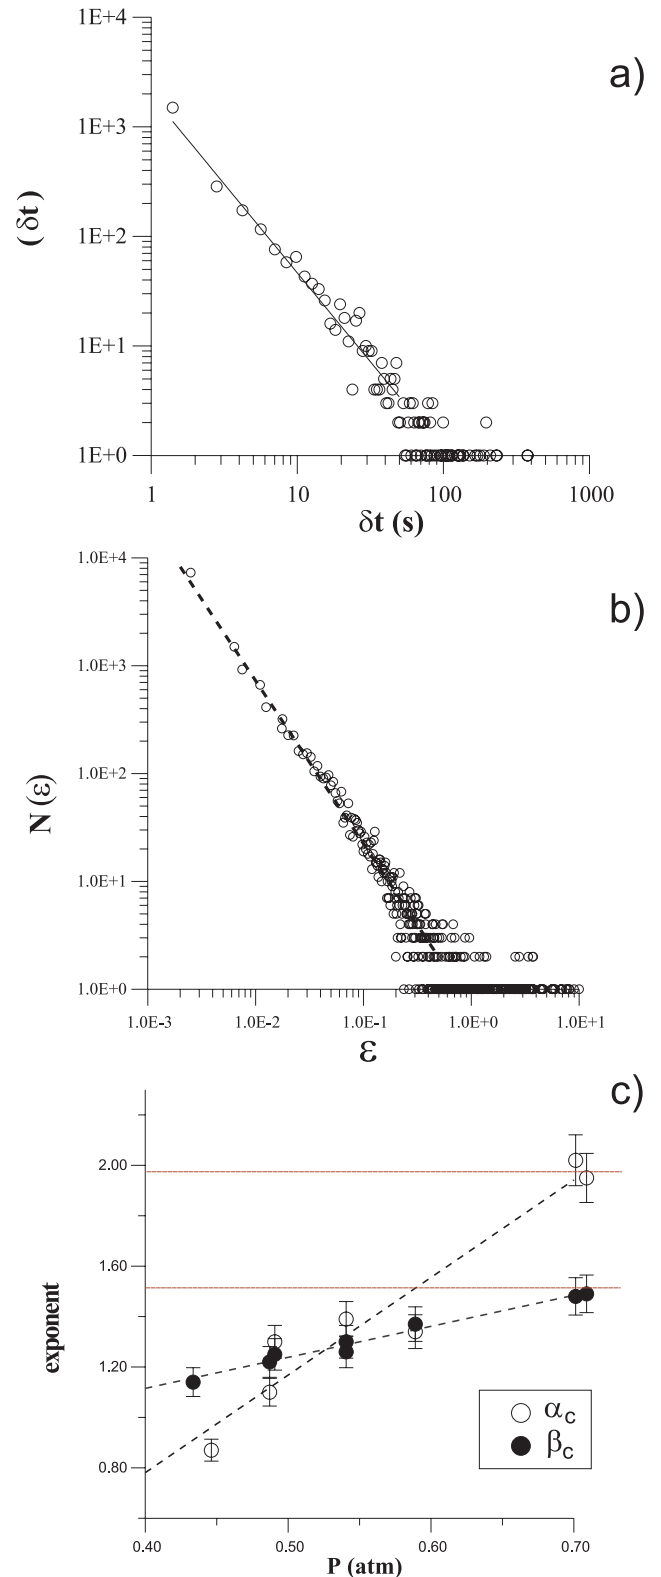 a)
1E+4
1E+3
1E+2
1E+1
1E+0
(δt)
1 10 100 1000
δt (s)
b)
1.0E+4
1.0E+3
1.0E+2
1.0E+1
1.0E+0
N (ε)
1.0E-3 1.0E-2 1.0E-1 1.0E+0 1.0E+1
ε
c)
2.00
1.60
1.20
0.80
exponent
αc
βc
0.40 0.50 0.60 0.70
P (atm)